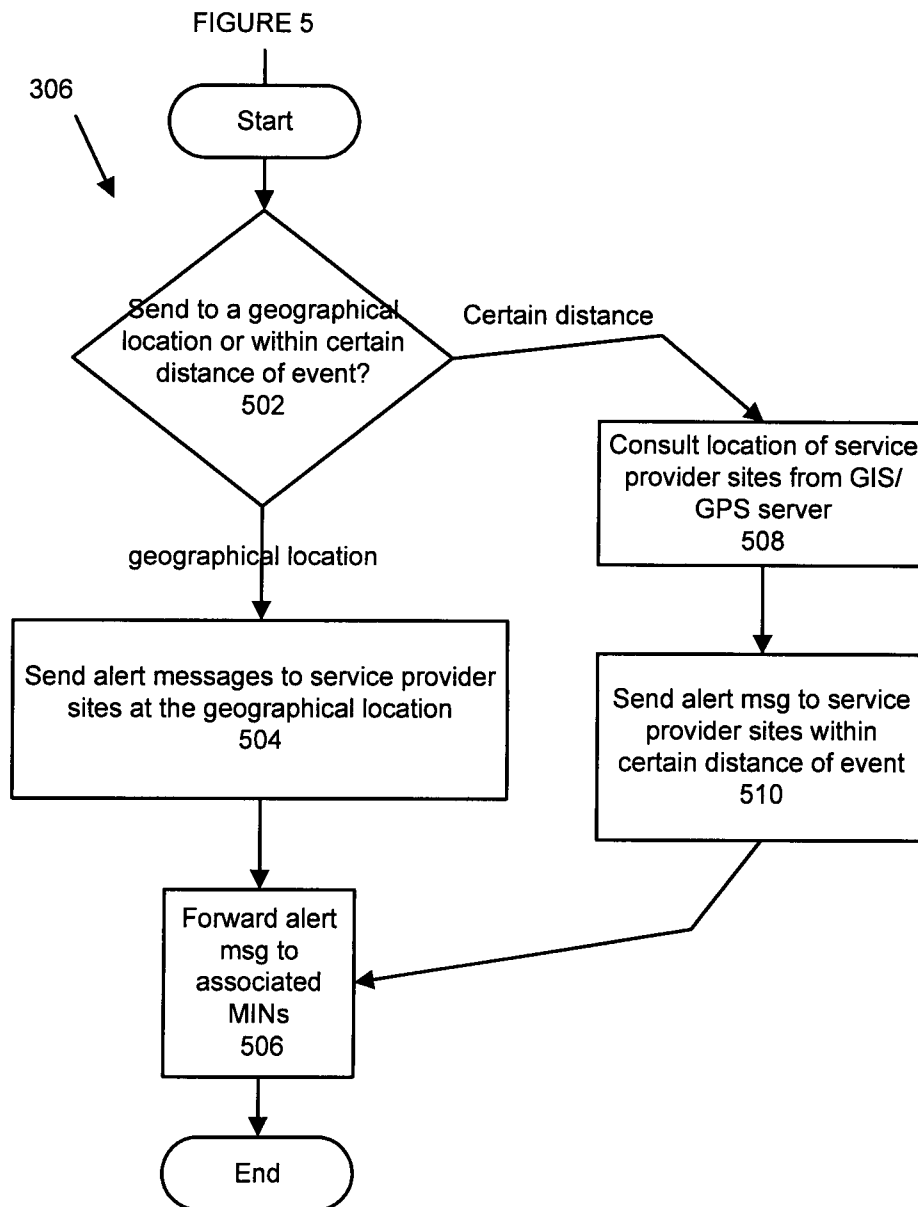 FIGURE 5
306
Start
Send to a geographical
location or within certain
distance of event?
502
Certain distance
Consult location of service
provider sites from GIS/
GPS server
508
geographical location
Send alert messages to service provider
sites at the geographical location
504
Send alert msg to service
provider sites within
certain distance of event
510
Forward alert
msg to
associated
MINs
506
End